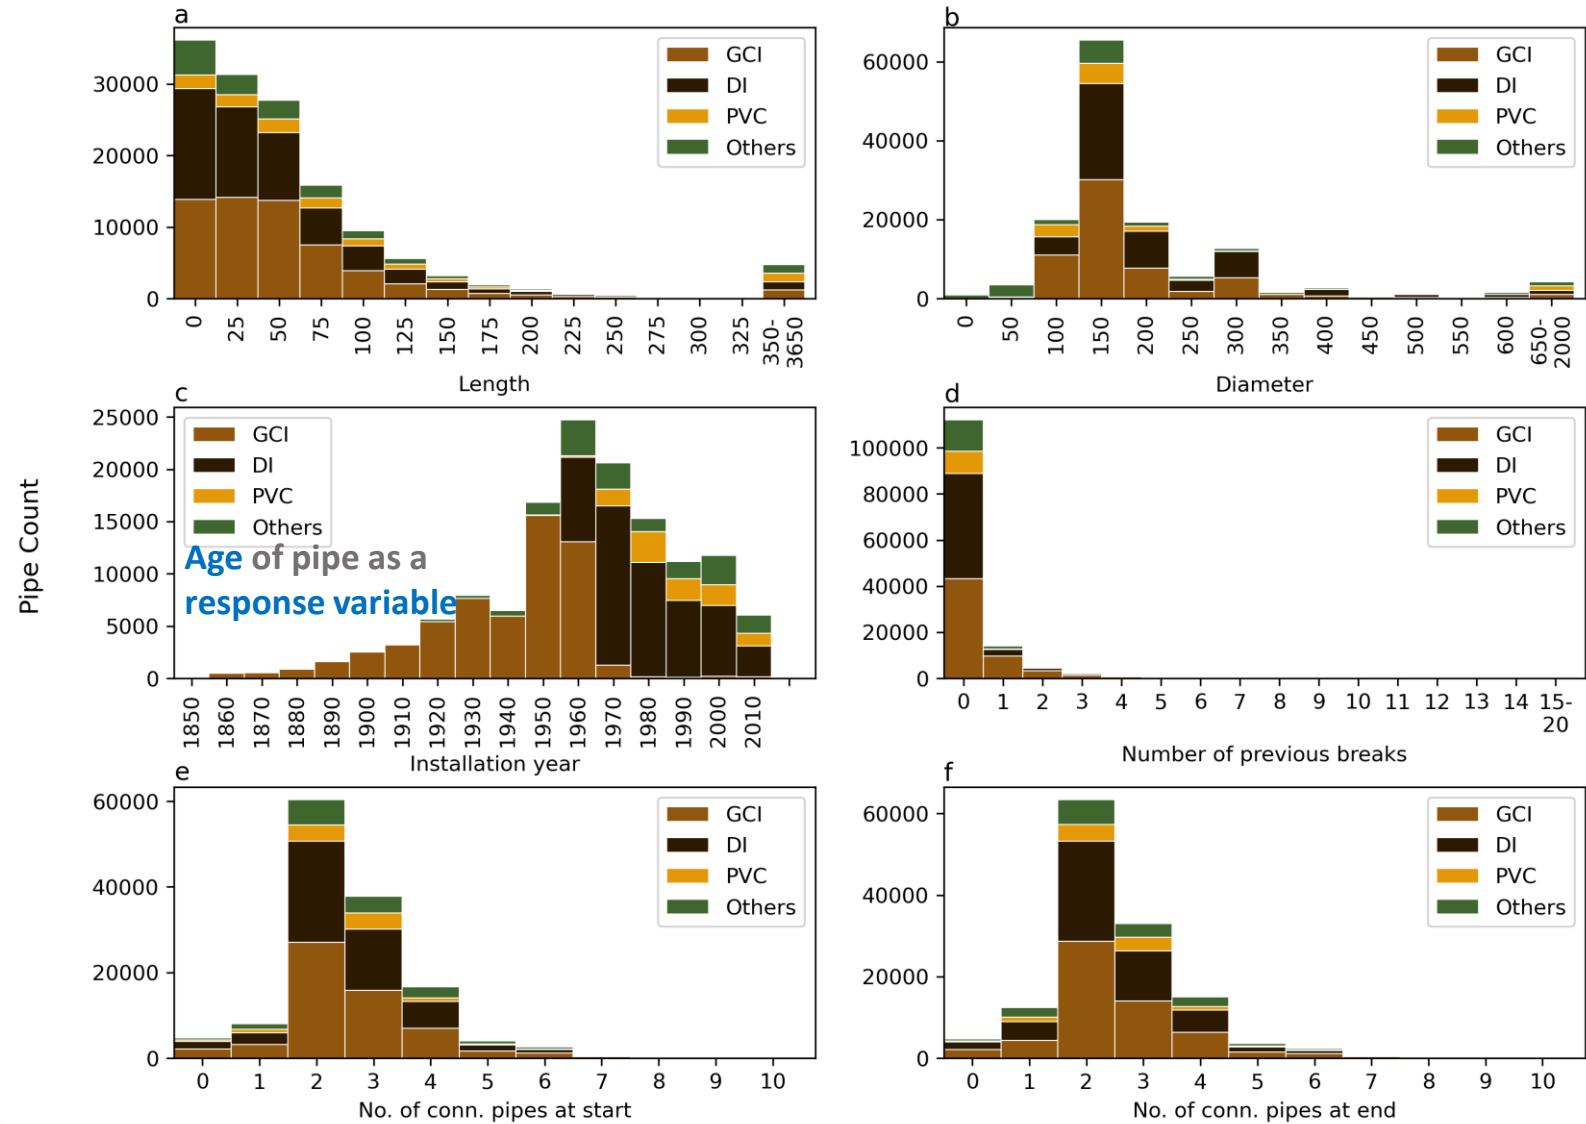 a
30000
20000
10000
0
GCI
DI
PVC
Others
0 25 50 75 100 125 150 175 200 225 250 275 300 325 350-
3650
Length
b
60000
40000
20000
0
GCI
DI
PVC
Others
0 50 100 150 200 250 300 350 400 450 500 550 600 650-
2000
Diameter
Pipe Count
c
25000
20000
15000
10000
5000
0
GCI
DI
PVC
Others
Age of pipe as a
response variable
1850 1860 1870 1880 1890 1900 1910 1920 1930 1940 1950 1960 1970 1980 1990 2000 2010
Installation year
d
100000
80000
60000
40000
20000
0
GCI
DI
PVC
Others
0 1 2 3 4 5 6 7 8 9 10 11 12 13 14 15-
20
Number of previous breaks
e
60000
40000
20000
0
GCI
DI
PVC
Others
0 1 2 3 4 5 6 7 8 9 10
No. of conn. pipes at start
f
60000
40000
20000
0
GCI
DI
PVC
Others
0 1 2 3 4 5 6 7 8 9 10
No. of conn. pipes at end